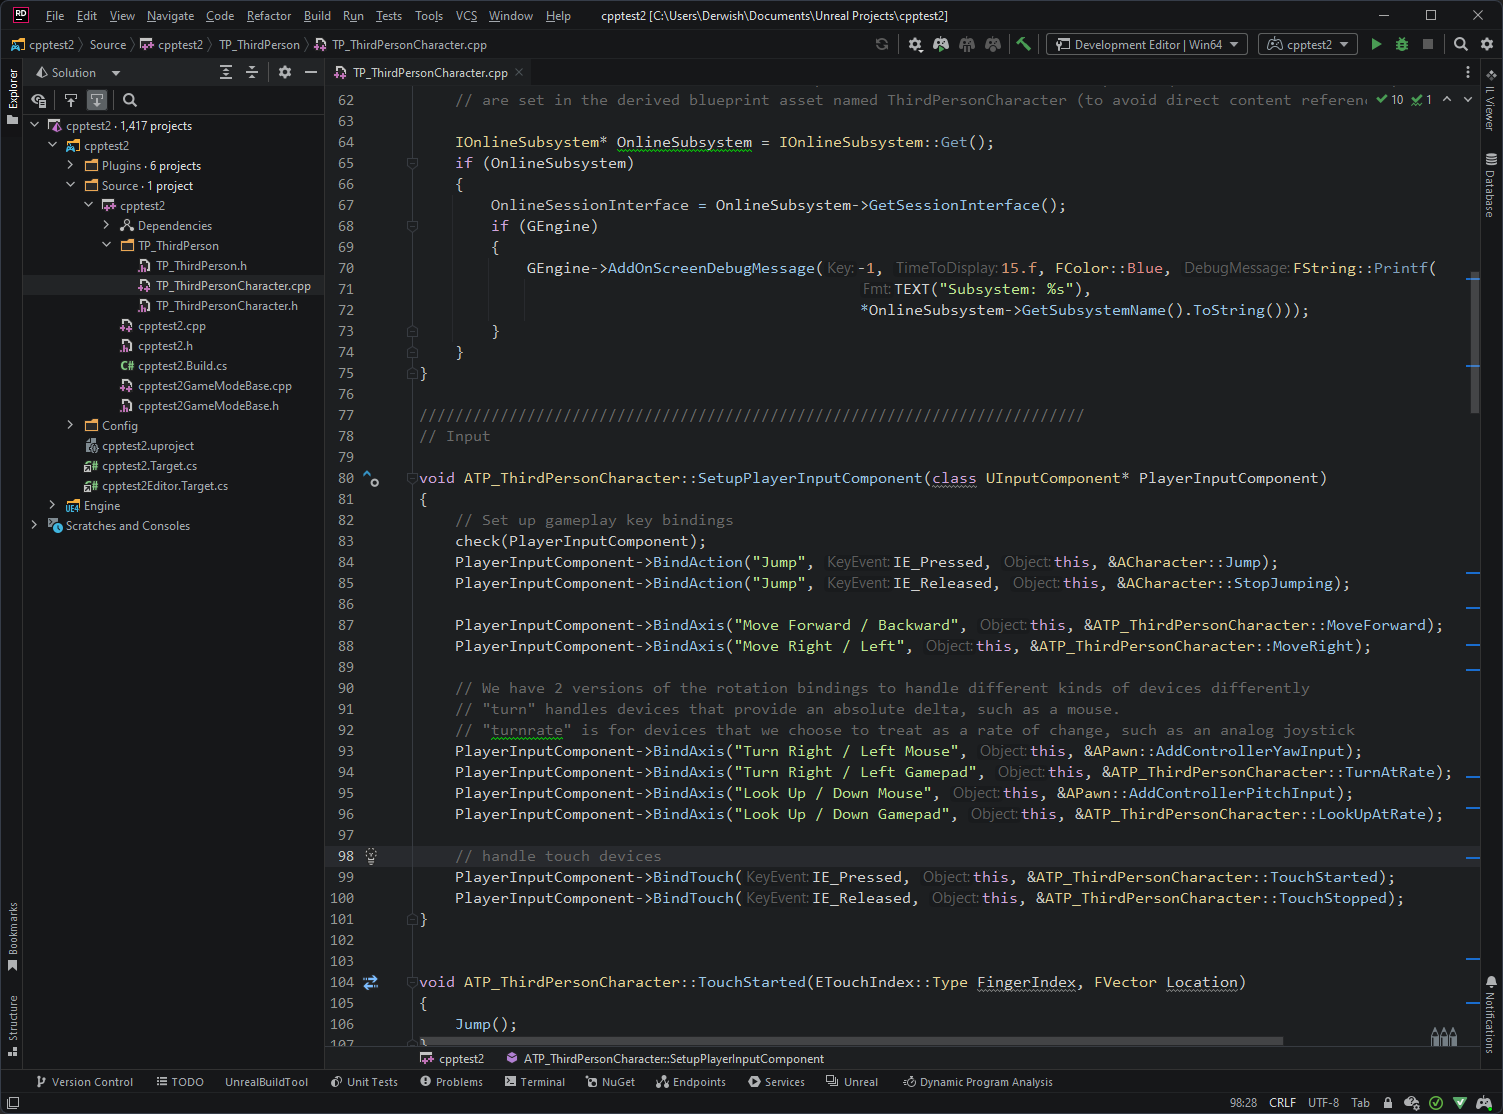 RD File Edit View Navigate Code Refactor Build Run Tests Tools VCS Window Help cpptest2 [C:\Users\Derwish\Documents\Unreal Projects\cpptest2]
cpptest2 Source cpptest2 TP_ThirdPerson TP_ThirdPersonCharacter.cpp Development Editor | Win64 cpptest2
Explorer
Solution
TP_ThirdPersonCharacter.cpp
cpptest2 · 1,417 projects
cpptest2
Plugins · 6 projects
Source · 1 project
cpptest2
Dependencies
TP_ThirdPerson
TP_ThirdPerson.h
TP_ThirdPersonCharacter.cpp
TP_ThirdPersonCharacter.h
cpptest2.cpp
cpptest2.h
C# cpptest2.Build.cs
cpptest2GameModeBase.cpp
cpptest2GameModeBase.h
Config
cpptest2.uproject
cpptest2.Target.cs
cpptest2Editor.Target.cs
UE4 Engine
Scratches and Consoles
Bookmarks
Structure
62 // are set in the derived blueprint asset named ThirdPersonCharacter (to avoid direct content referen 10 1
63
64 IOnlineSubsystem* OnlineSubsystem = IOnlineSubsystem::Get();
65 if (OnlineSubsystem)
66 {
67 OnlineSessionInterface = OnlineSubsystem->GetSessionInterface();
68 if (GEngine)
69 {
70 GEngine->AddOnScreenDebugMessage( Key: -1, TimeToDisplay: 15.f, FColor::Blue, DebugMessage: FString::Printf(
71 Fmt: TEXT("Subsystem: %s"),
72 *OnlineSubsystem->GetSubsystemName().ToString()));
73 }
74 }
75 }
76
77 //////////////////////////////////////////////////////////////////////////
78 // Input
79
80 void ATP_ThirdPersonCharacter::SetupPlayerInputComponent(class UInputComponent* PlayerInputComponent)
81 {
82 // Set up gameplay key bindings
83 check(PlayerInputComponent);
84 PlayerInputComponent->BindAction("Jump", KeyEvent: IE_Pressed, Object: this, &ACharacter::Jump);
85 PlayerInputComponent->BindAction("Jump", KeyEvent: IE_Released, Object: this, &ACharacter::StopJumping);
86
87 PlayerInputComponent->BindAxis("Move Forward / Backward", Object: this, &ATP_ThirdPersonCharacter::MoveForward);
88 PlayerInputComponent->BindAxis("Move Right / Left", Object: this, &ATP_ThirdPersonCharacter::MoveRight);
89
90 // We have 2 versions of the rotation bindings to handle different kinds of devices differently
91 // "turn" handles devices that provide an absolute delta, such as a mouse.
92 // "turnrate" is for devices that we choose to treat as a rate of change, such as an analog joystick
93 PlayerInputComponent->BindAxis("Turn Right / Left Mouse", Object: this, &APawn::AddControllerYawInput);
94 PlayerInputComponent->BindAxis("Turn Right / Left Gamepad", Object: this, &ATP_ThirdPersonCharacter::TurnAtRate);
95 PlayerInputComponent->BindAxis("Look Up / Down Mouse", Object: this, &APawn::AddControllerPitchInput);
96 PlayerInputComponent->BindAxis("Look Up / Down Gamepad", Object: this, &ATP_ThirdPersonCharacter::LookUpAtRate);
97
98 // handle touch devices
99 PlayerInputComponent->BindTouch( KeyEvent: IE_Pressed, Object: this, &ATP_ThirdPersonCharacter::TouchStarted);
100 PlayerInputComponent->BindTouch( KeyEvent: IE_Released, Object: this, &ATP_ThirdPersonCharacter::TouchStopped);
101 }
102
103
104 void ATP_ThirdPersonCharacter::TouchStarted(ETouchIndex::Type FingerIndex, FVector Location)
105 {
106 Jump();
107 }
IL Viewer
Database
Notifications
cpptest2 ATP_ThirdPersonCharacter::SetupPlayerInputComponent
Version Control TODO UnrealBuildTool Unit Tests Problems Terminal NuGet Endpoints Services Unreal Dynamic Program Analysis
98:28 CRLF UTF-8 Tab